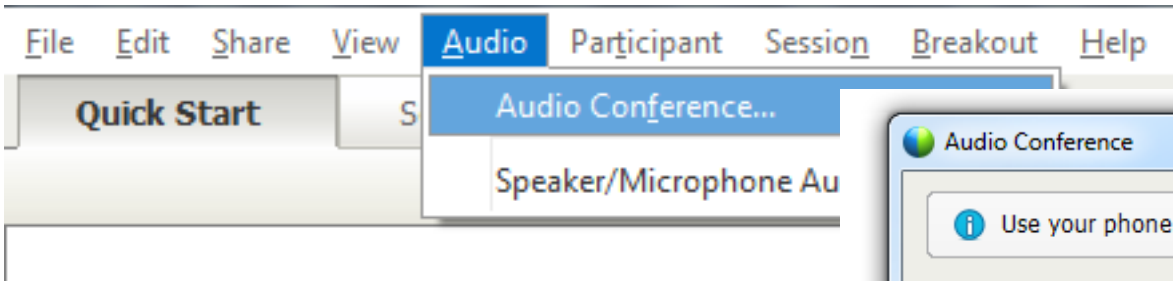 File Edit Share View Audio Participant Session Breakout Help
Quick Start S
Audio Conference...
Speaker/Microphone Au
Audio Conference
Use your phone